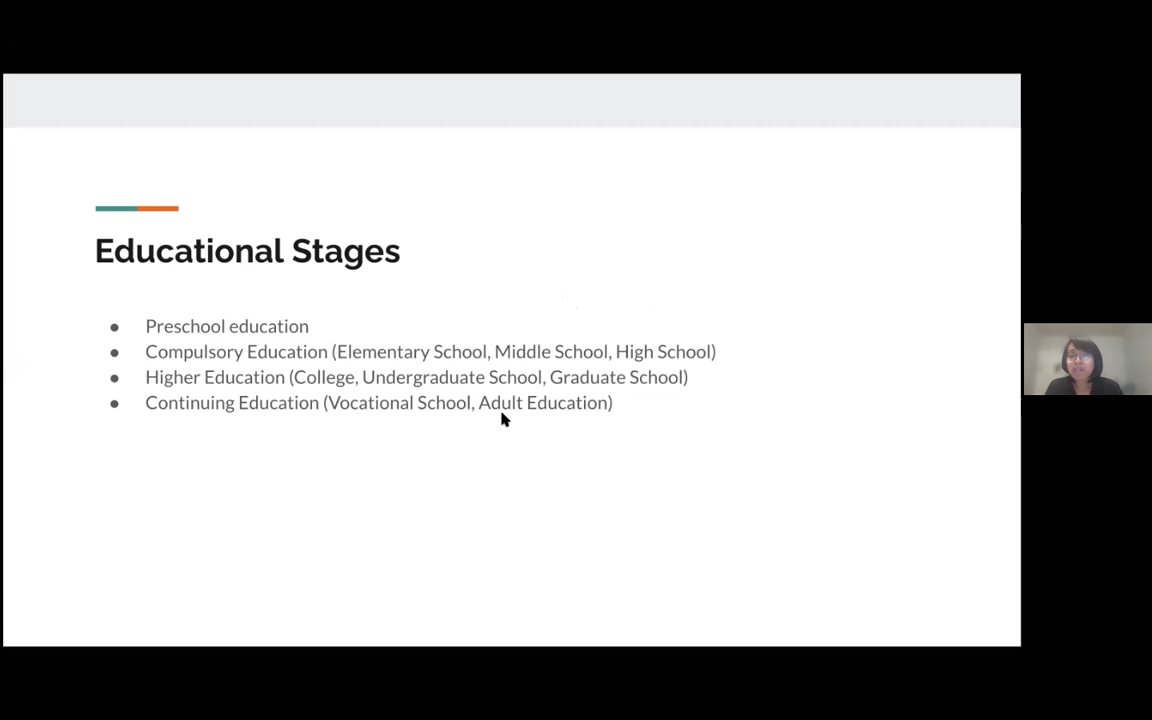 Educational Stages
● Preschool education
● Compulsory Education (Elementary School, Middle School, High School)
● Higher Education (College, Undergraduate School, Graduate School)
● Continuing Education (Vocational School, Adult Education)